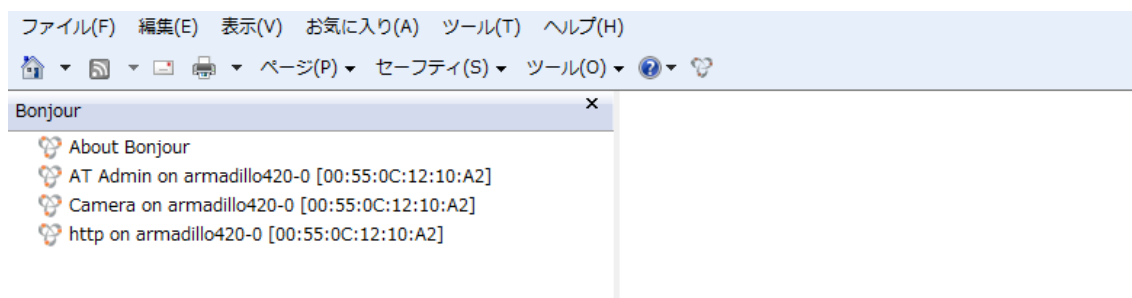 ファイル(F) 編集(E) 表示(V) お気に入り(A) ツール(T) ヘルプ(H)
ページ(P) セーフティ(S) ツール(O)
Bonjour
About Bonjour
AT Admin on armadillo420-0 [00:55:0C:12:10:A2]
Camera on armadillo420-0 [00:55:0C:12:10:A2]
http on armadillo420-0 [00:55:0C:12:10:A2]